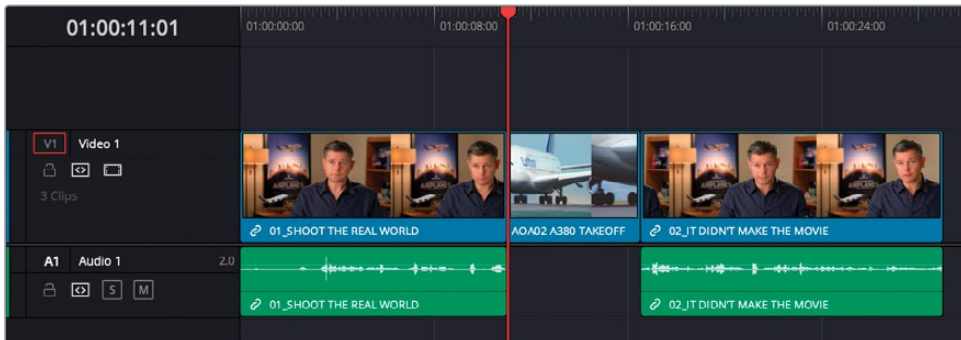 01:00:11:01
01:00:00:00 01:00:08:00 01:00:16:00 01:00:24:00
V1 Video 1
3 Clips
01_SHOOT THE REAL WORLD
AOA02 A380 TAKEOFF
02_IT DIDN'T MAKE THE MOVIE
A1 Audio 1 2.0
S M
01_SHOOT THE REAL WORLD
02_IT DIDN'T MAKE THE MOVIE